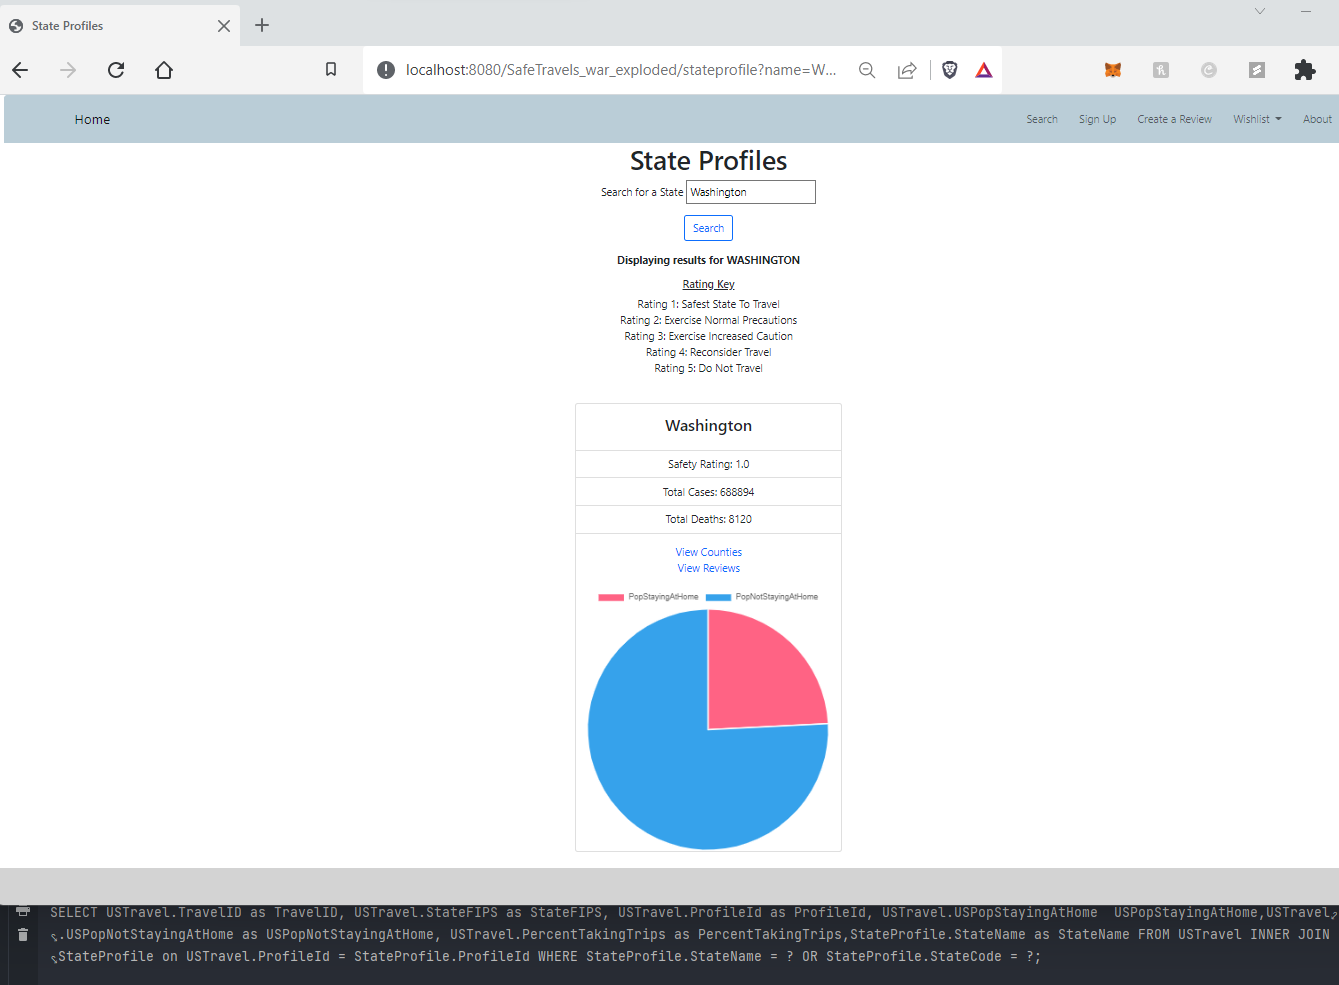 State Profiles
localhost:8080/SafeTravels_war_exploded/stateprofile?name=W...
Home Search Sign Up Create a Review Wishlist About
State Profiles
Search for a State Washington
Search
Displaying results for WASHINGTON
Rating Key
Rating 1: Safest State To Travel
Rating 2: Exercise Normal Precautions
Rating 3: Exercise Increased Caution
Rating 4: Reconsider Travel
Rating 5: Do Not Travel
Washington
Safety Rating: 1.0
Total Cases: 688894
Total Deaths: 8120
View Counties
View Reviews
PopStayingAtHome PopNotStayingAtHome
SELECT USTravel.TravelID as TravelID, USTravel.StateFIPS as StateFIPS, USTravel.ProfileId as ProfileId, USTravel.USPopStayingAtHome  USPopStayingAtHome,USTravel
.USPopNotStayingAtHome as USPopNotStayingAtHome, USTravel.PercentTakingTrips as PercentTakingTrips,StateProfile.StateName as StateName FROM USTravel INNER JOIN
StateProfile on USTravel.ProfileId = StateProfile.ProfileId WHERE StateProfile.StateName = ? OR StateProfile.StateCode = ?;